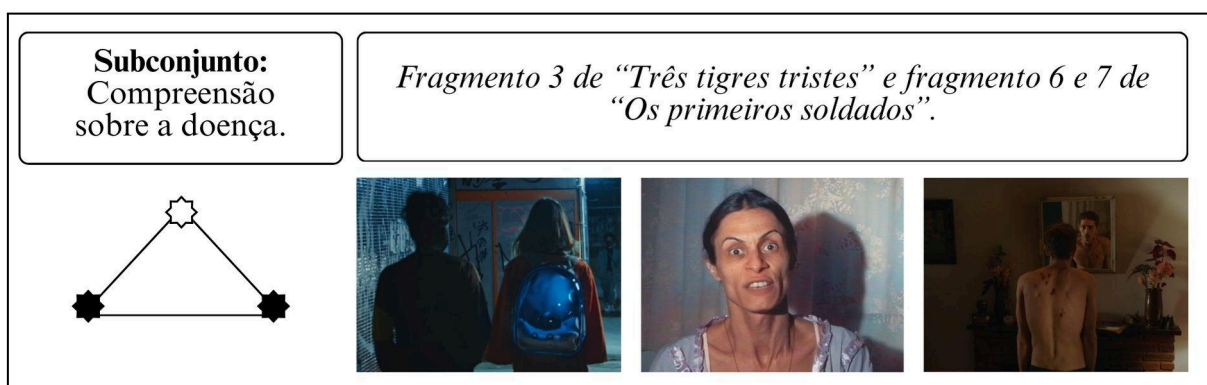 Subconjunto:
Compreensão
sobre a doença.
Fragmento 3 de “Três tigres tristes” e fragmento 6 e 7 de
“Os primeiros soldados”.